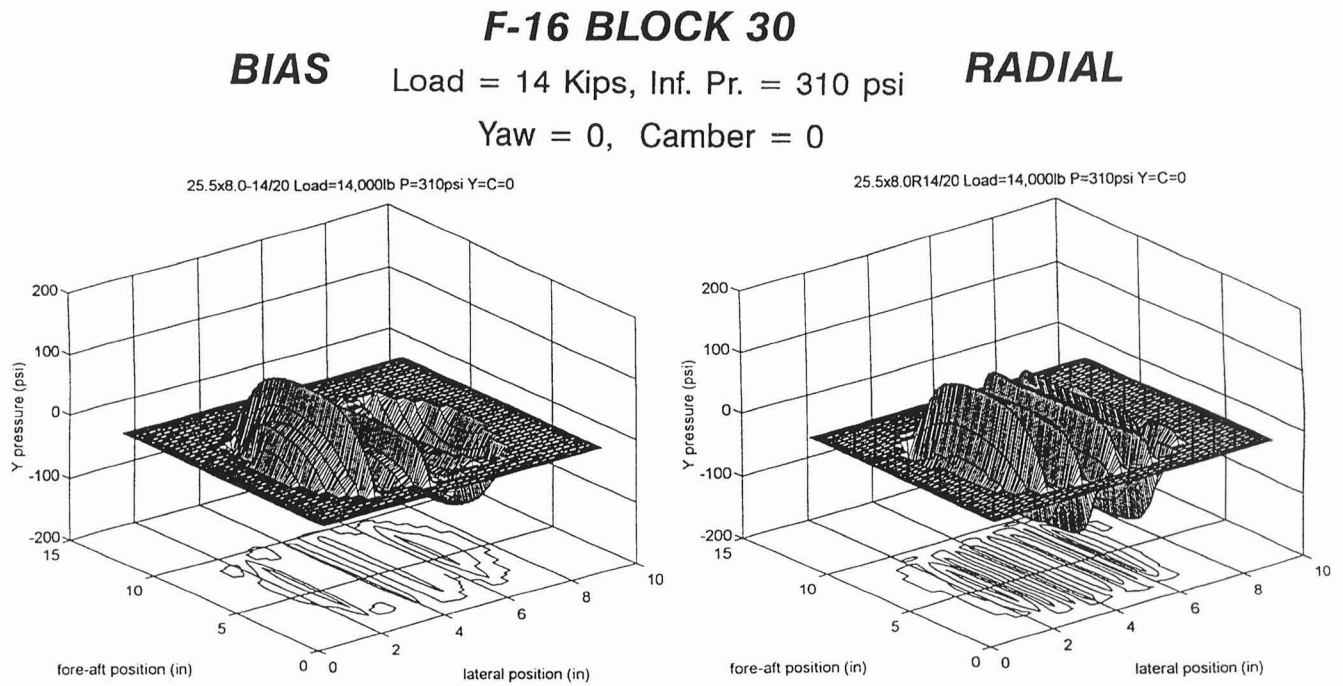 F-16 BLOCK 30
BIAS
Load = 14 Kips, Inf. Pr. = 310 psi
RADIAL
Yaw = 0, Camber = 0
25.5x8.0-14/20 Load=14,000lb P=310psi Y=C=0
200
100
0
-100
-200
Y pressure (psi)
15
10
5
0
fore-aft position (in)
0
2
4
6
8
10
lateral position (in)
25.5x8.0R14/20 Load=14,000lb P=310psi Y=C=0
200
100
0
-100
-200
Y pressure (psi)
15
10
5
0
fore-aft position (in)
0
2
4
6
8
10
lateral position (in)